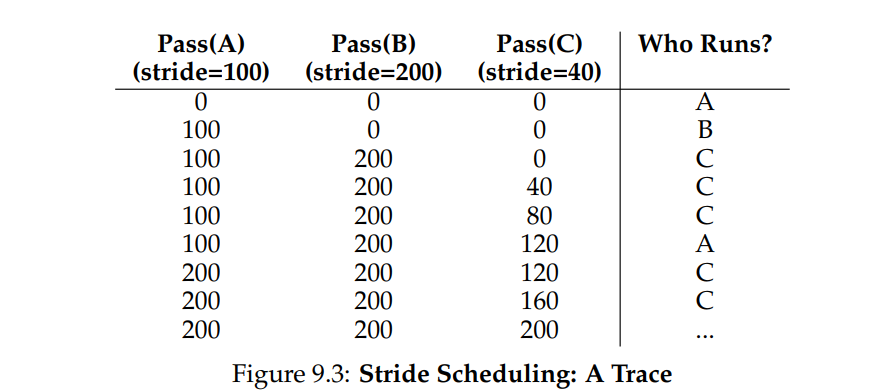 Pass(A) Pass(B) Pass(C) Who Runs?
(stride=100) (stride=200) (stride=40)
0 0 0 A
100 0 0 B
100 200 0 C
100 200 40 C
100 200 80 C
100 200 120 A
200 200 120 C
200 200 160 C
200 200 200 ...
Figure 9.3: Stride Scheduling: A Trace